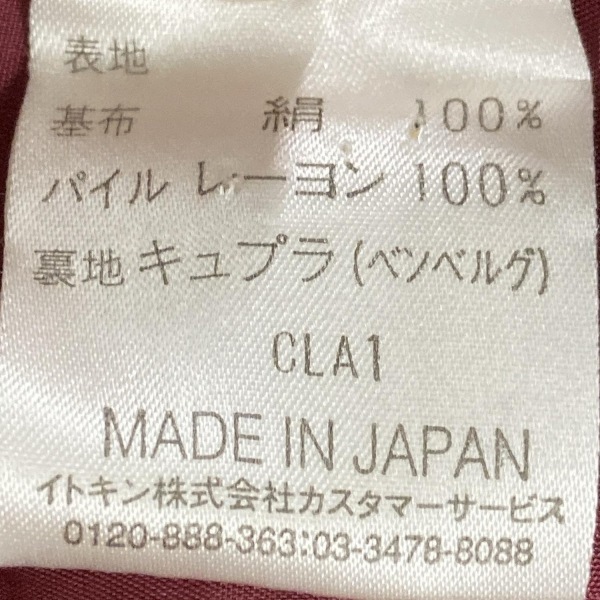 表地
基布 絹 100%
パイル レーヨン 100%
裏地 キュプラ(ベンベルグ)
CLA1
MADE IN JAPAN
イトキン株式会社カスタマーサービス
0120-888-363:03-3478-8088